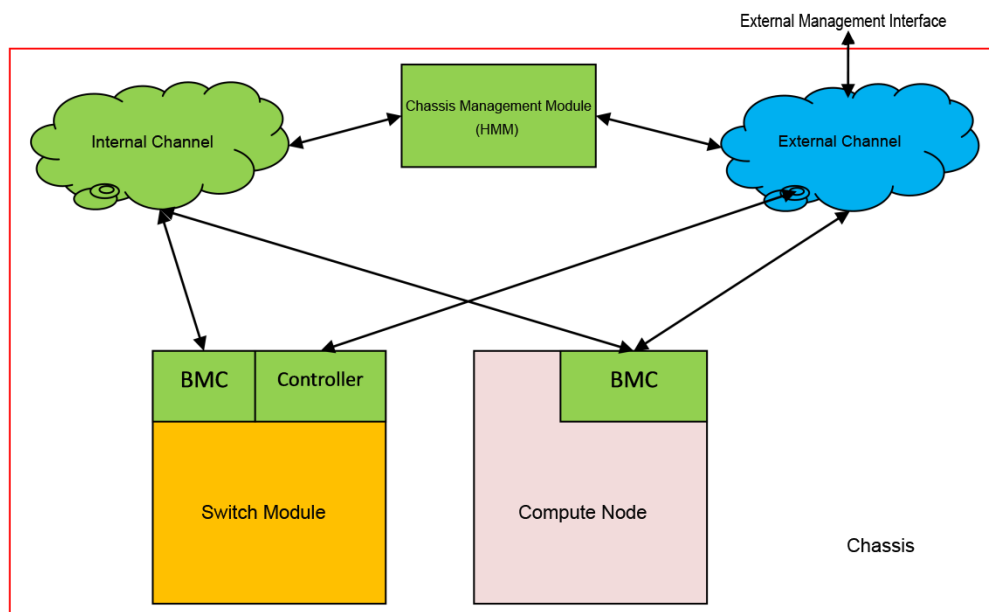 External Management Interface
Chassis Management Module
(HMM)
Internal Channel
External Channel
BMC
Controller
BMC
Switch Module
Compute Node
Chassis